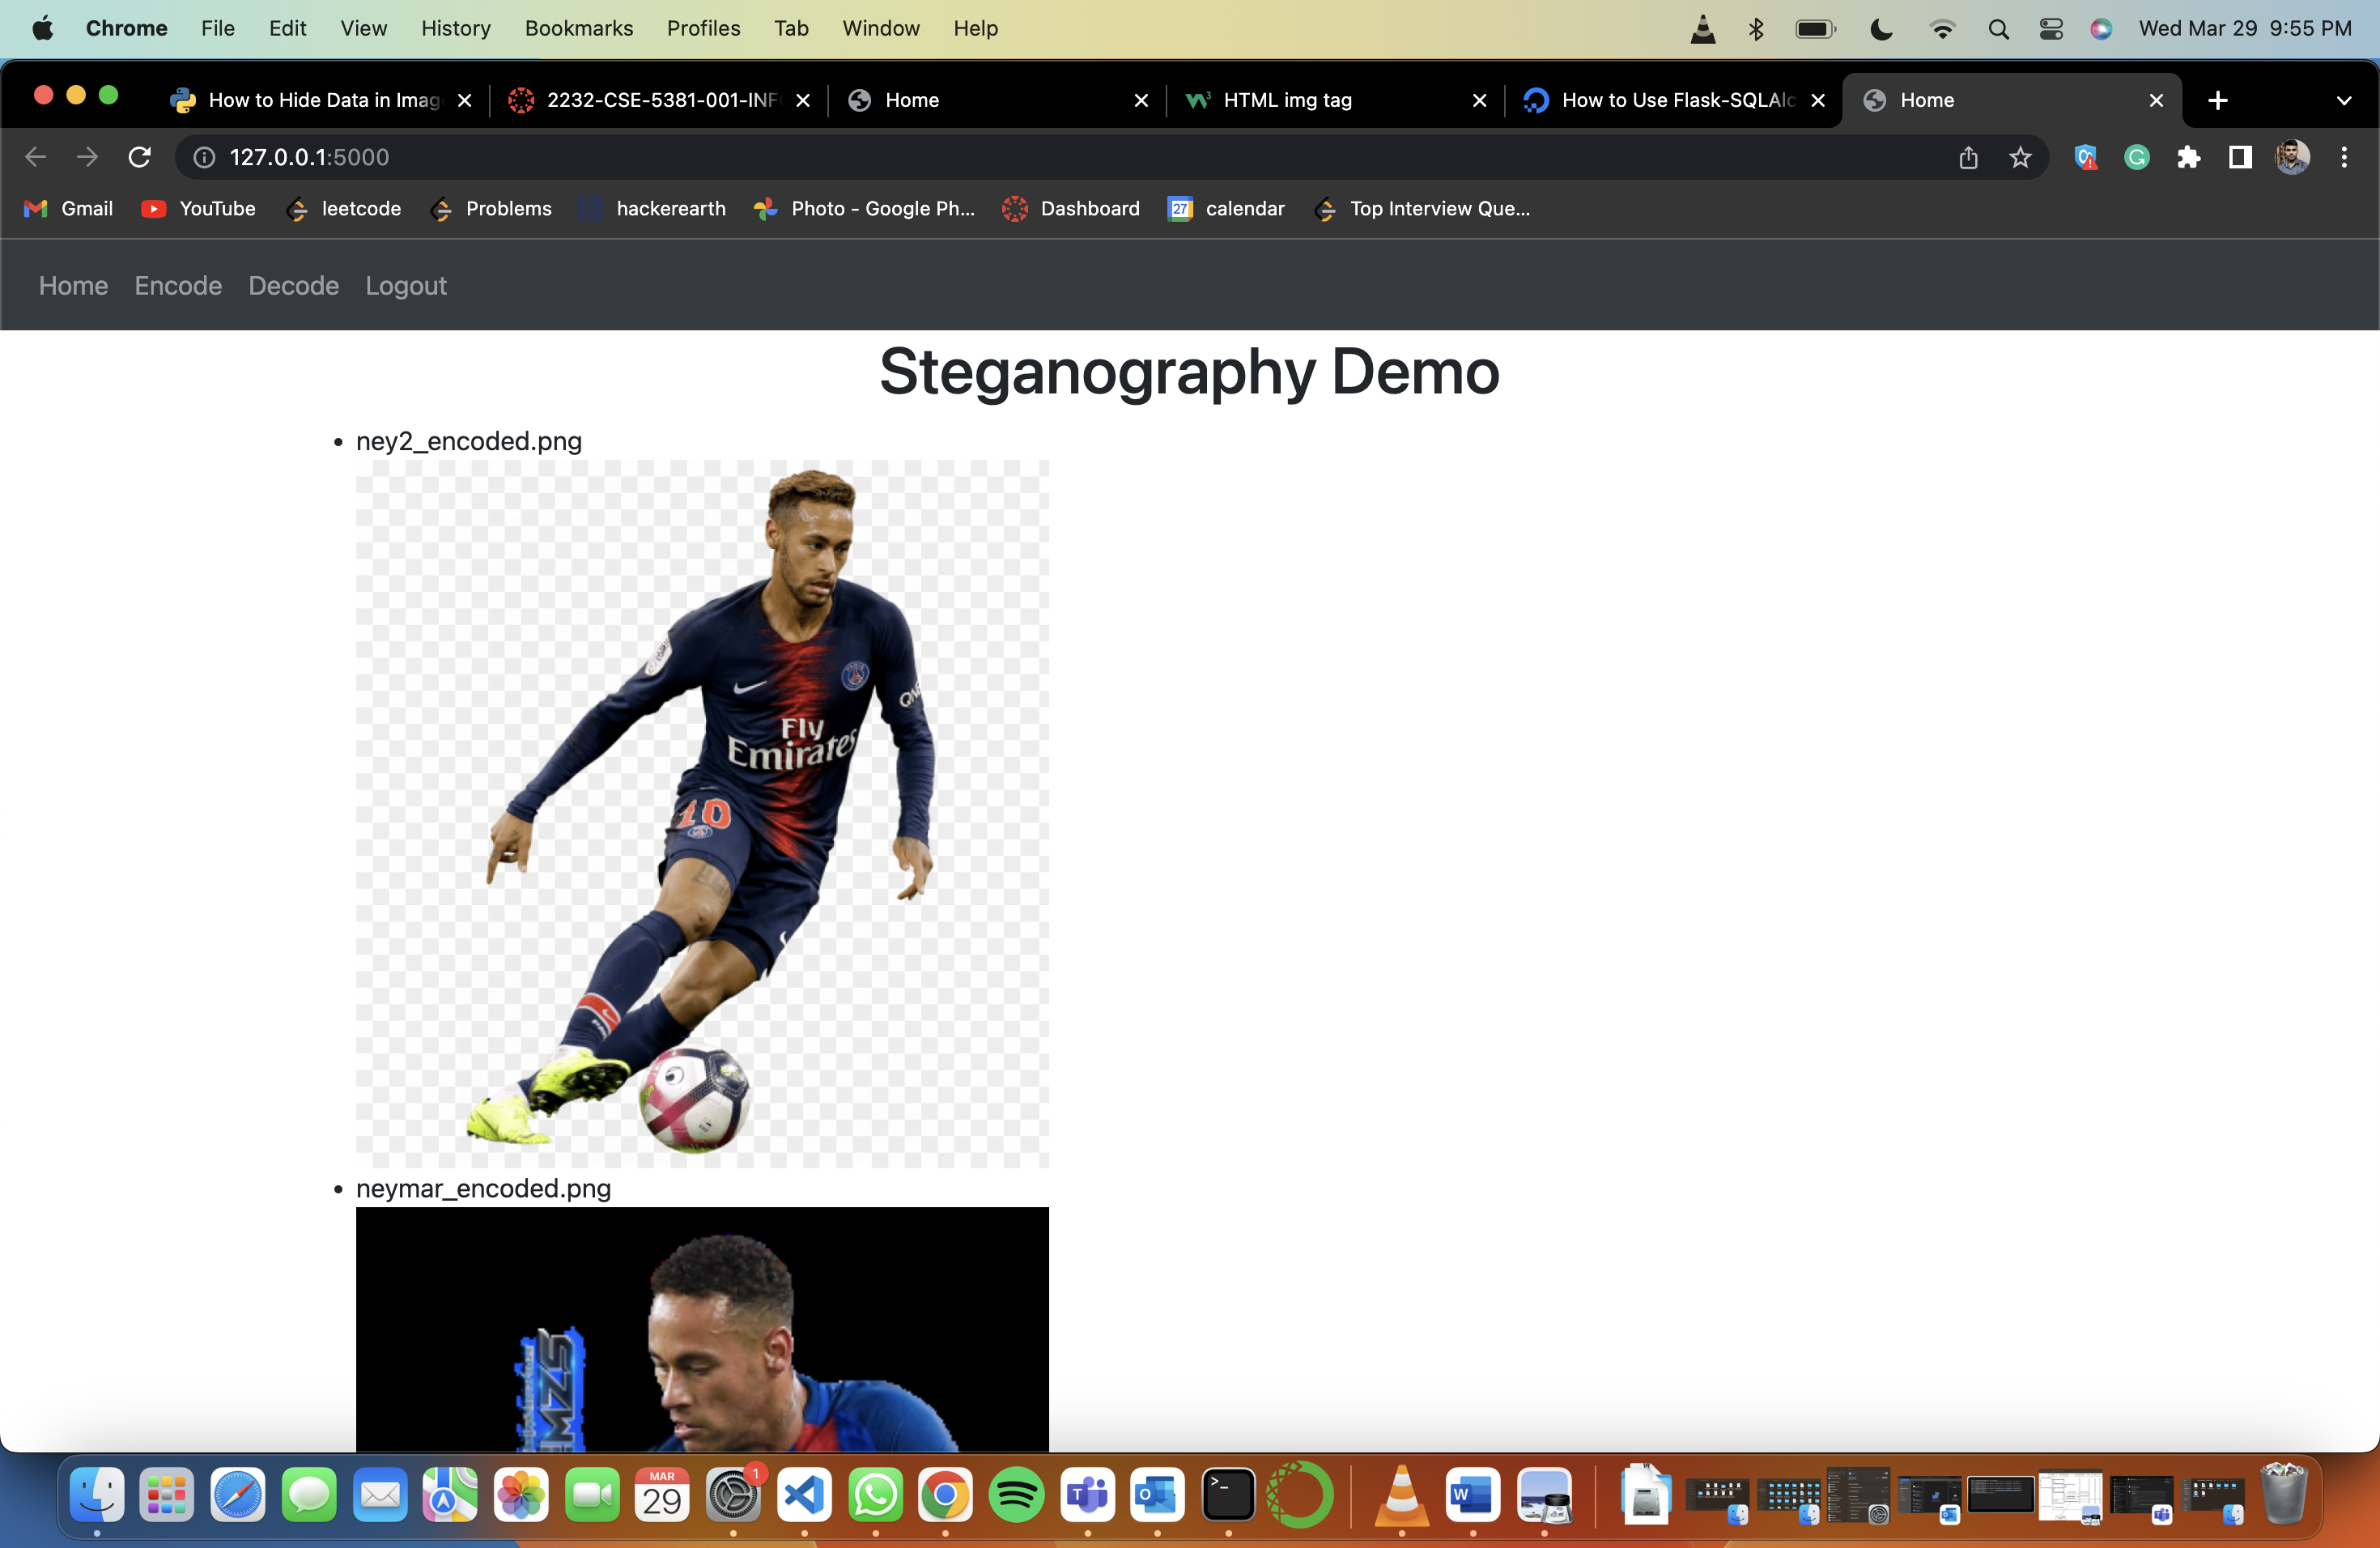 Chrome File Edit View History Bookmarks Profiles Tab Window Help Wed Mar 29 9:55 PM
How to Hide Data in Imag 2232-CSE-5381-001-INF Home HTML img tag How to Use Flask-SQLAlc Home
127.0.0.1:5000
Gmail YouTube leetcode Problems hackerearth Photo - Google Ph... Dashboard 27 calendar Top Interview Que...
Home Encode Decode Logout
Steganography Demo
ney2_encoded.png
Fly
Emirates
10
neymar_encoded.png
MAR
29
1